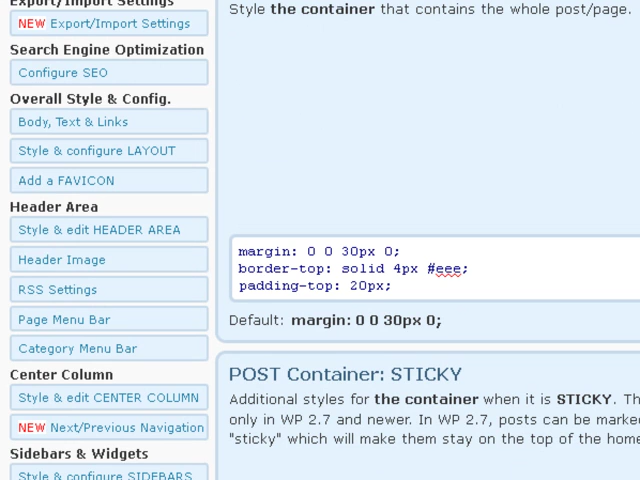 Export/Import Settings
NEW Export/Import Settings
Search Engine Optimization
Configure SEO
Overall Style & Config.
Body, Text & Links
Style & configure LAYOUT
Add a FAVICON
Header Area
Style & edit HEADER AREA
Header Image
RSS Settings
Page Menu Bar
Category Menu Bar
Center Column
Style & edit CENTER COLUMN
NEW Next/Previous Navigation
Sidebars & Widgets
Style & configure SIDEBARS
Style the container that contains the whole post/page.
margin: 0 0 30px 0;
border-top: solid 4px #eee;
padding-top: 20px;
Default: margin: 0 0 30px 0;
POST Container: STICKY
Additional styles for the container when it is STICKY. Th
only in WP 2.7 and newer. In WP 2.7, posts can be marked
"sticky" which will make them stay on the top of the home